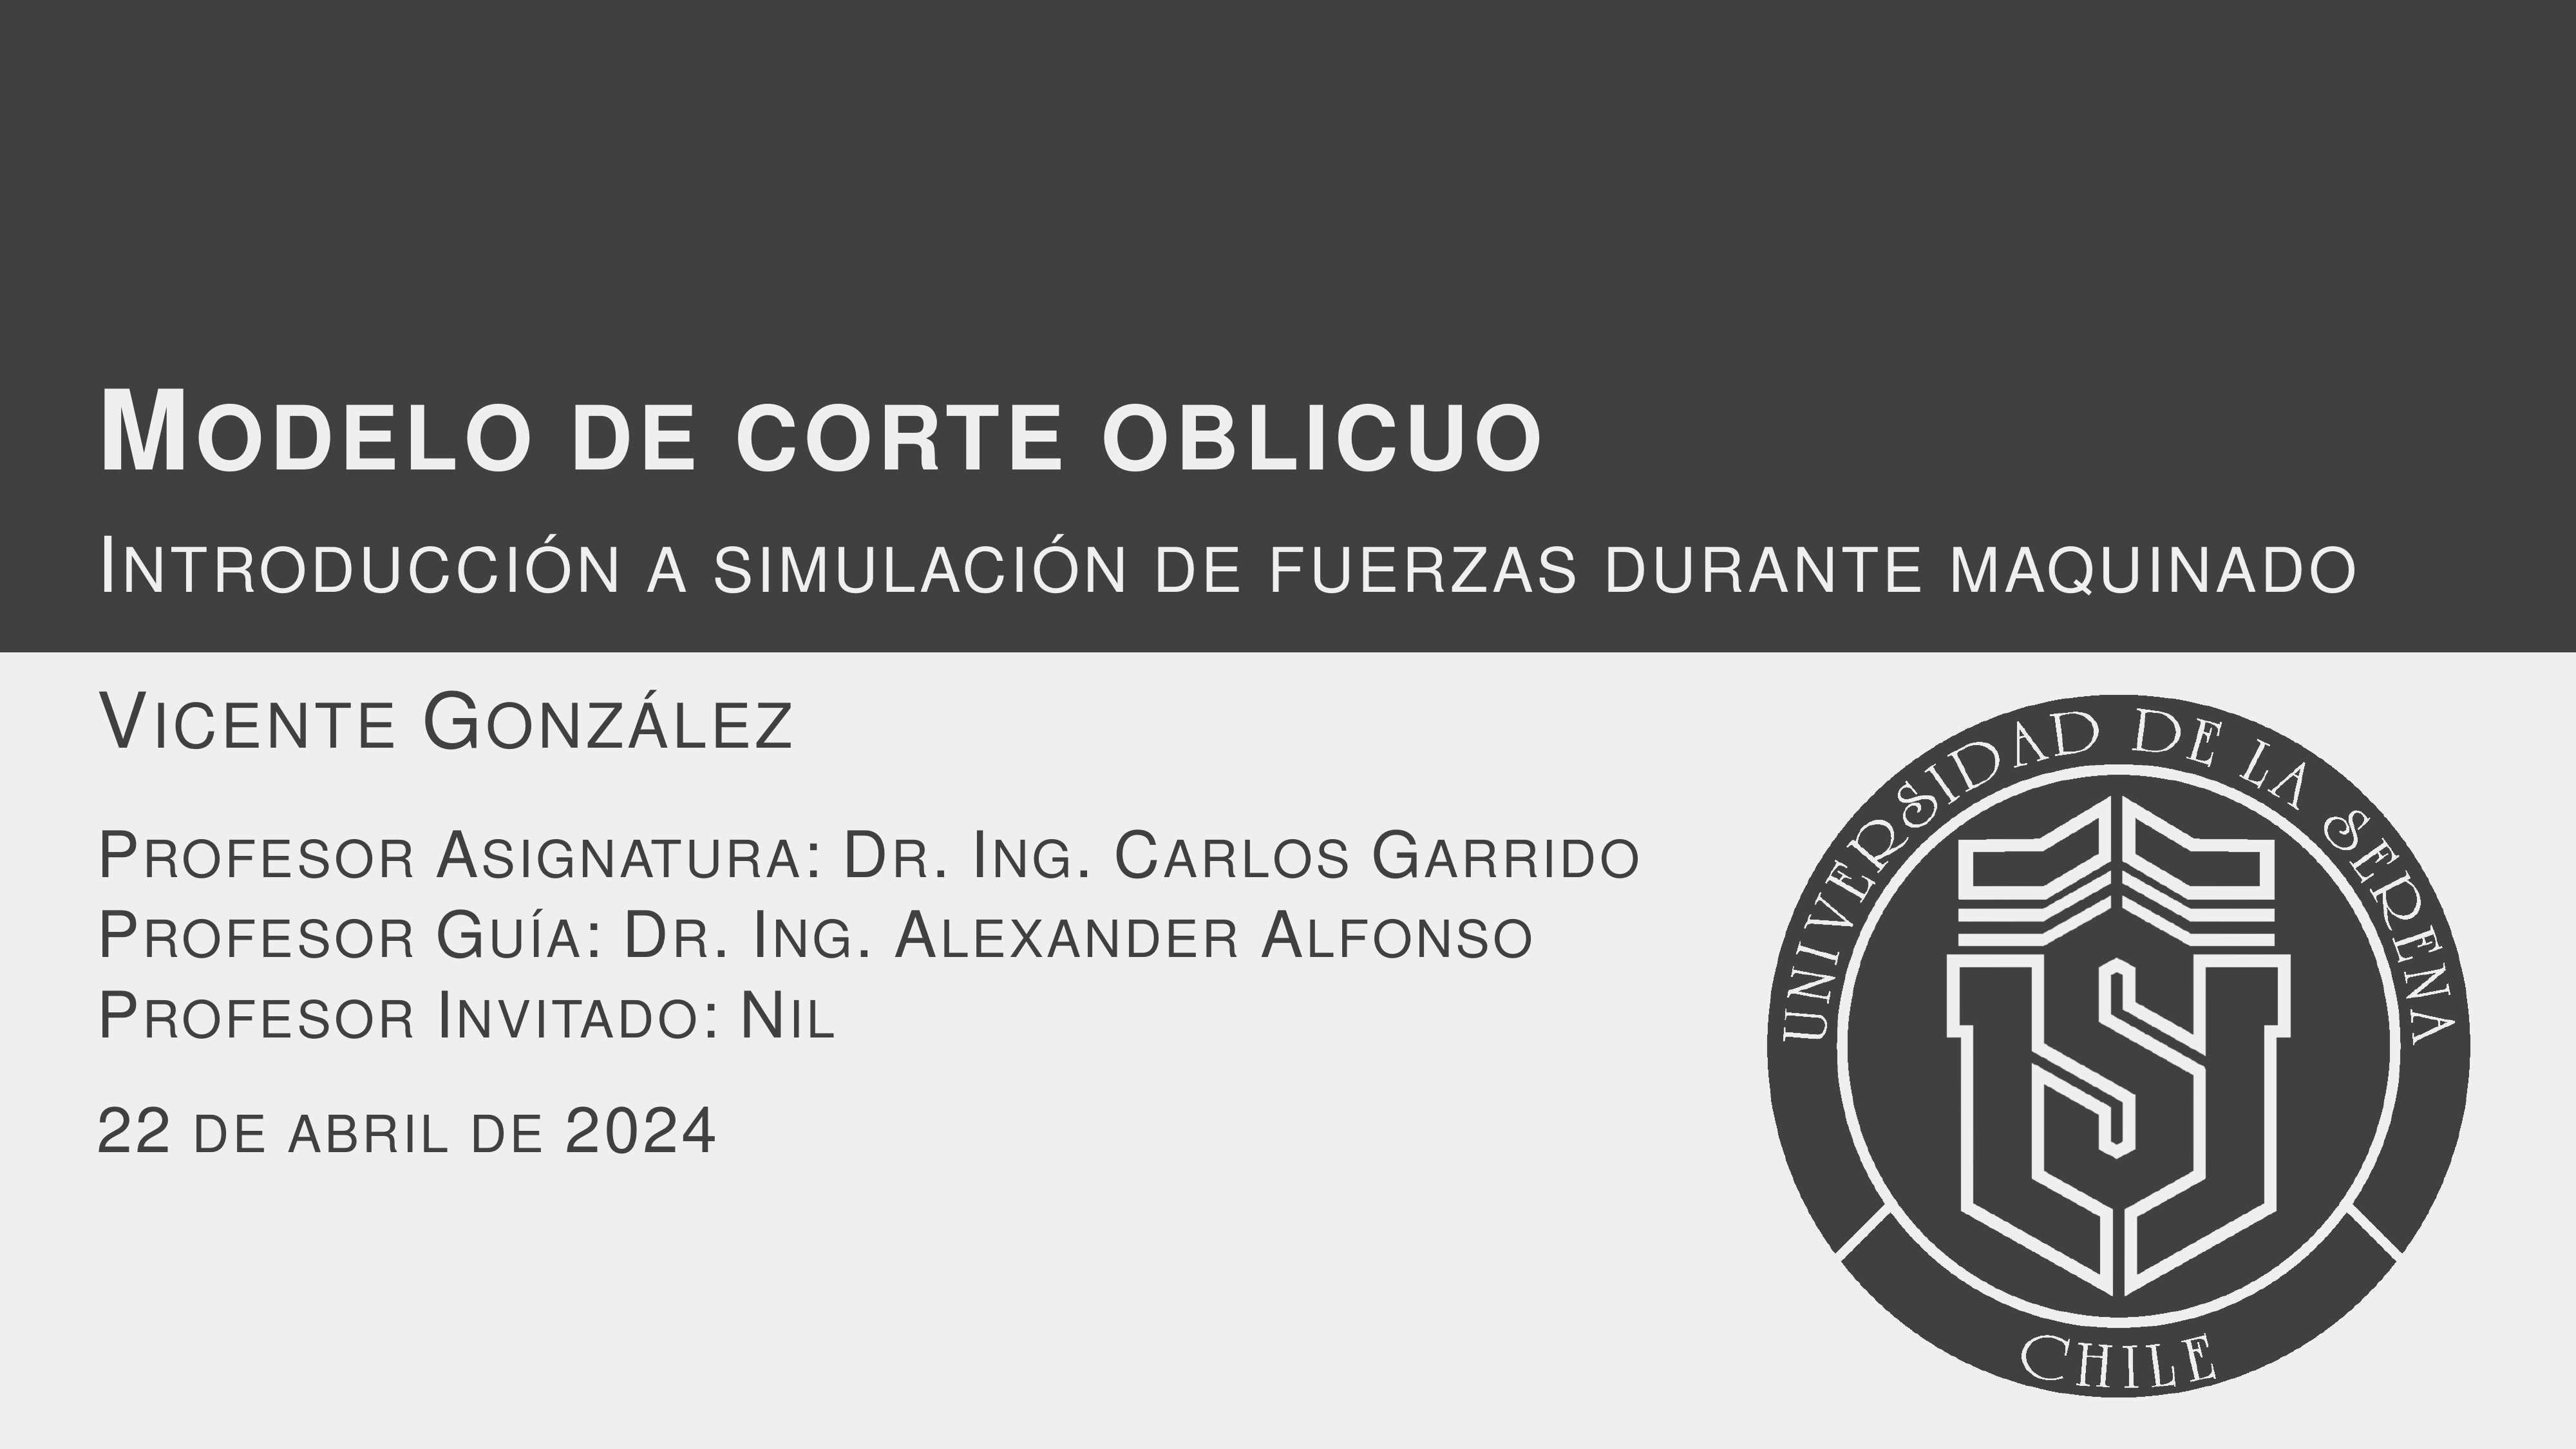 Modelo de corte oblicuo
Introducción a simulación de fuerzas durante maquinado
Vicente González
Profesor Asignatura: Dr. Ing. Carlos Garrido
Profesor Guía: Dr. Ing. Alexander Alfonso
Profesor Invitado: Nil
22 de abril de 2024
UNIVERSIDAD DE LA SERENA
CHILE